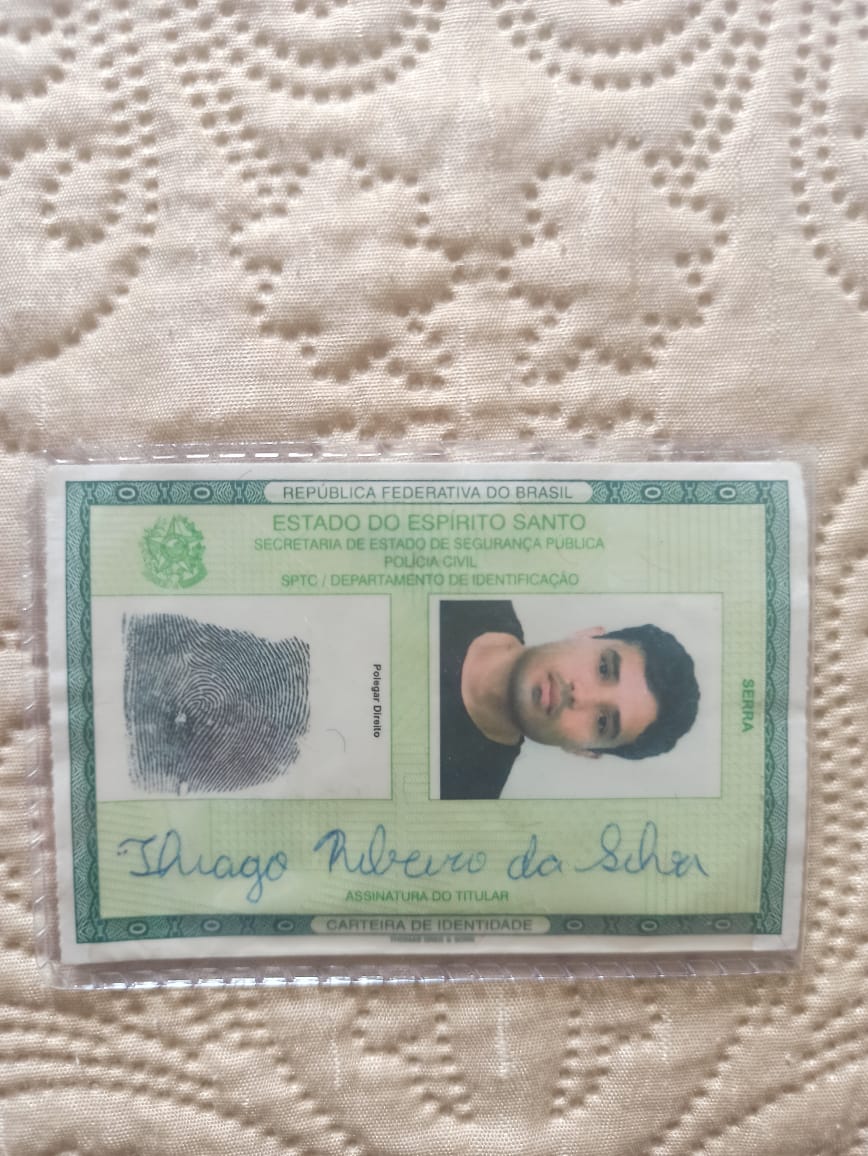 REPÚBLICA FEDERATIVA DO BRASIL
ESTADO DO ESPÍRITO SANTO
SECRETARIA DE ESTADO DE SEGURANÇA PÚBLICA
POLÍCIA CIVIL
SPTC / DEPARTAMENTO DE IDENTIFICAÇÃO
Polegar Direito
SERRA
Thiago Ribeiro da Silva
ASSINATURA DO TITULAR
CARTEIRA DE IDENTIDADE